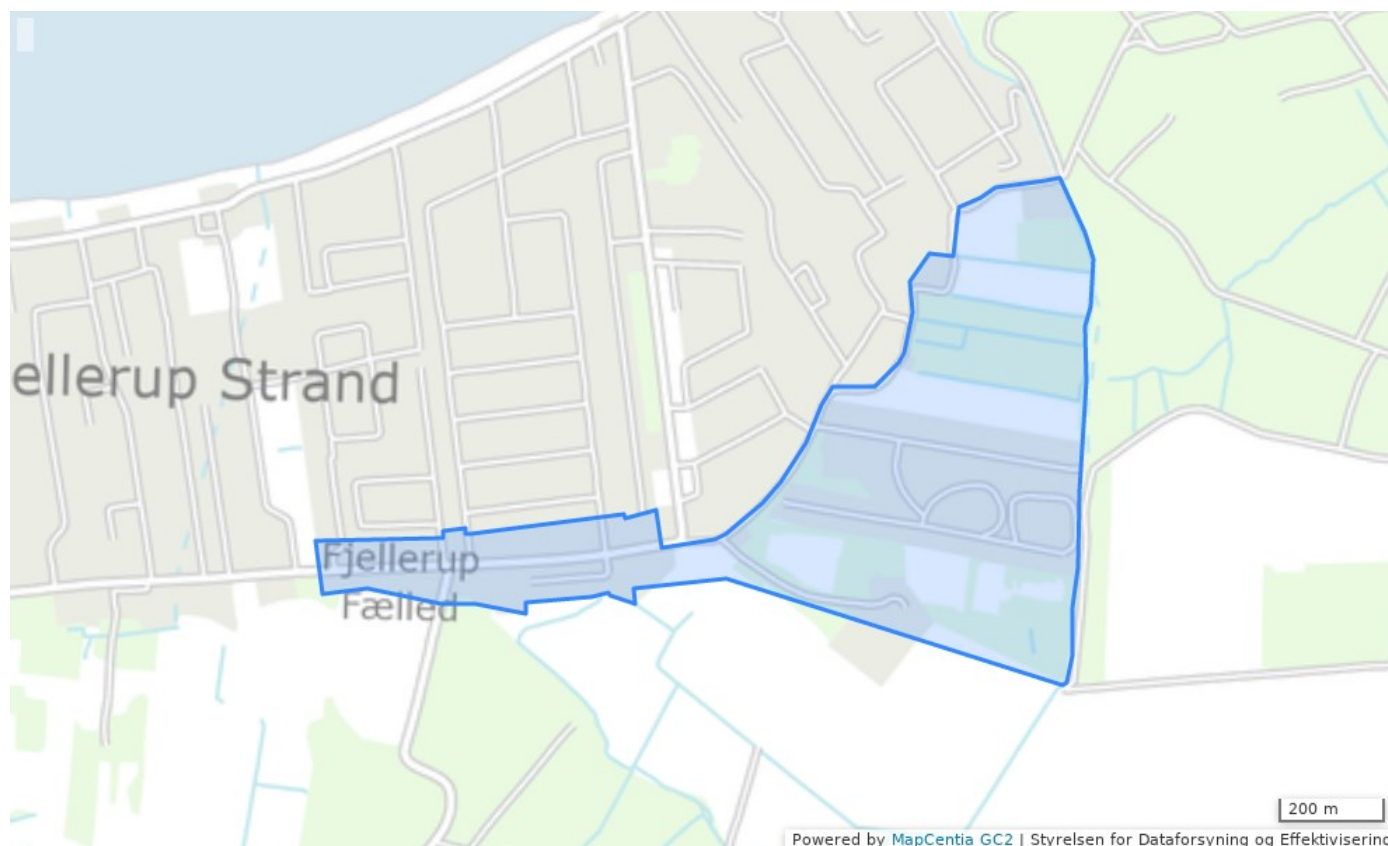 ellerup Strand
Fjellerup
Fælled
200 m
Powered by MapCentia GC2 | Styrelsen for Dataforsyning og Effektivisering